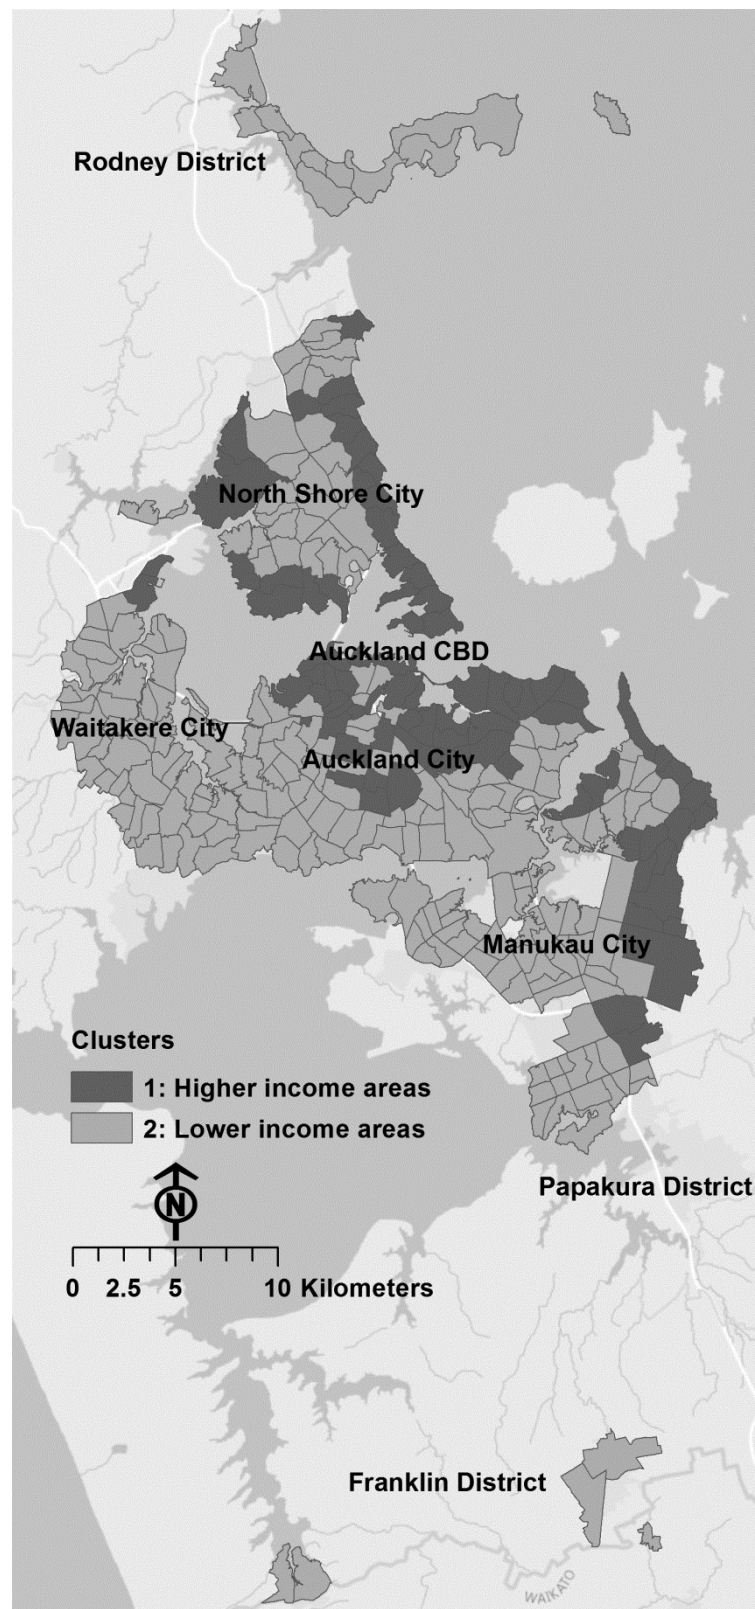 Rodney District
North Shore City
Auckland CBD
Waitakere City
Auckland City
Manukau City
Clusters
1: Higher income areas
2: Lower income areas
N
Papakura District
0 2.5 5 10 Kilometers
Franklin District
WAIKATO